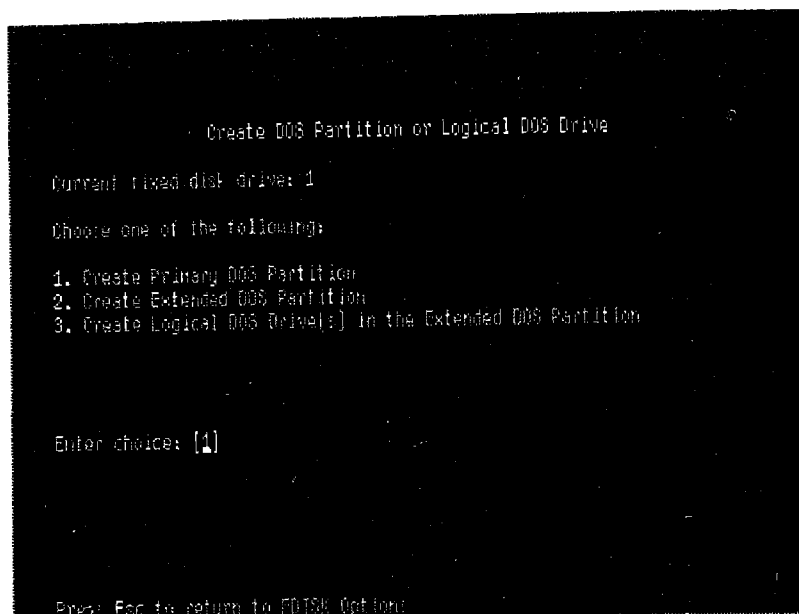 Create DOS Partition or Logical DOS Drive
Current fixed disk drive: 1
Choose one of the following:
1. Create Primary DOS Partition
2. Create Extended DOS Partition
3. Create Logical DOS Drive(s) in the Extended DOS Partition
Enter choice: [1]
Press Esc to return to FDISK Options